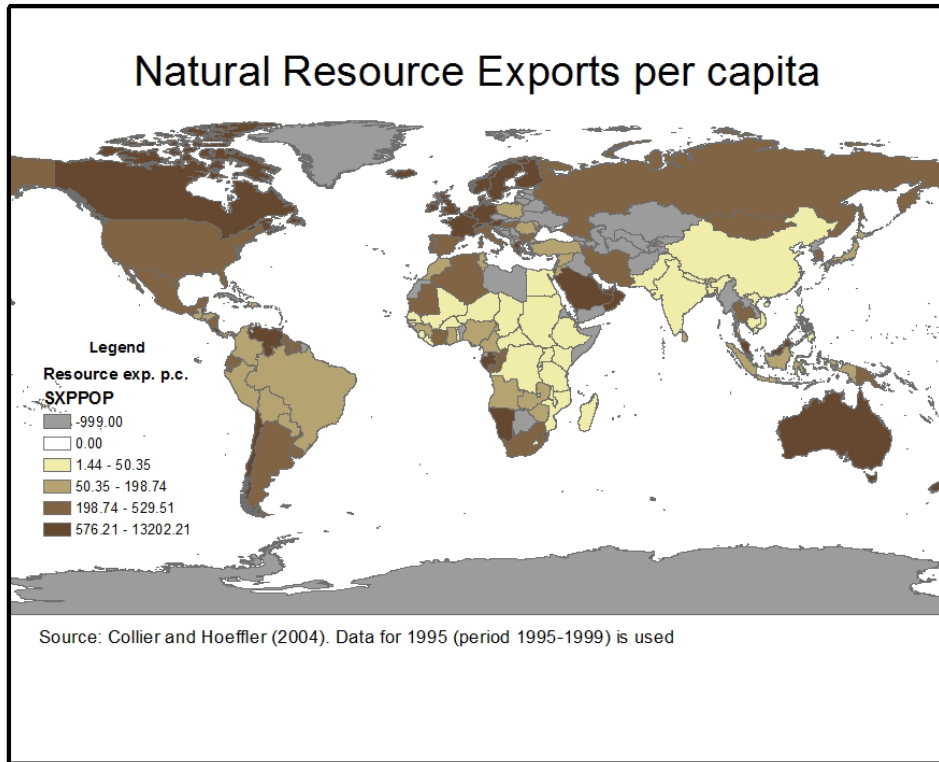 Natural Resource Exports per capita
Legend
Resource exp. p.c.
SXPPOP
-999.00
0.00
1.44 - 50.35
50.35 - 198.74
198.74 - 529.51
576.21 - 13202.21
Source: Collier and Hoeffler (2004). Data for 1995 (period 1995-1999) is used